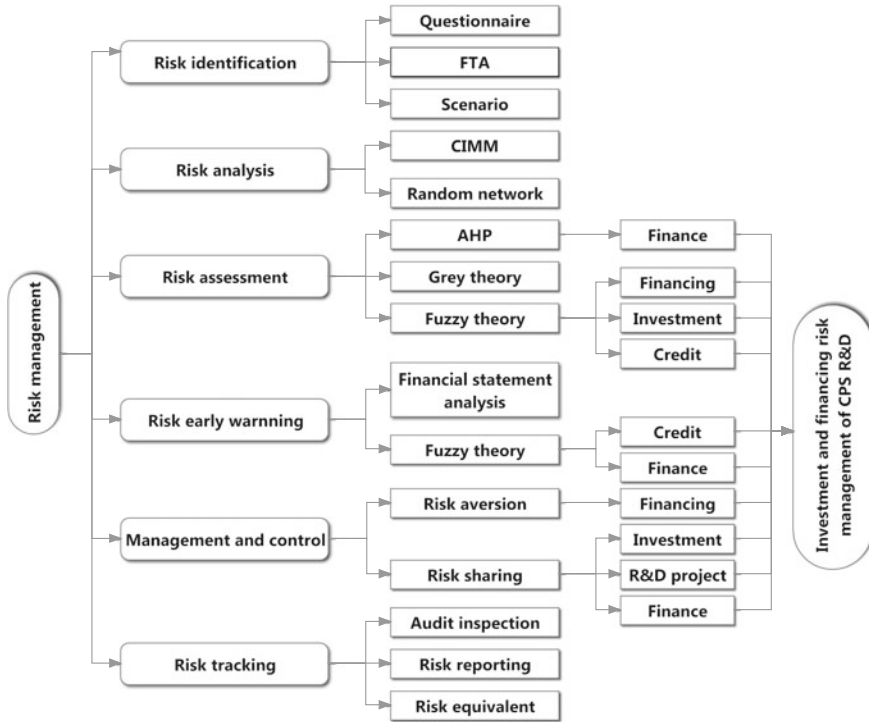 Risk management
Risk identification
Questionnaire
FTA
Scenario
Risk analysis
CIMM
Random network
Risk assessment
AHP
Finance
Grey theory
Fuzzy theory
Financing
Investment
Credit
Risk early warnning
Financial statement
analysis
Fuzzy theory
Credit
Finance
Management and control
Risk aversion
Financing
Risk sharing
Investment
R&D project
Finance
Risk tracking
Audit inspection
Risk reporting
Risk equivalent
Investment and financing risk
management of CPS R&D